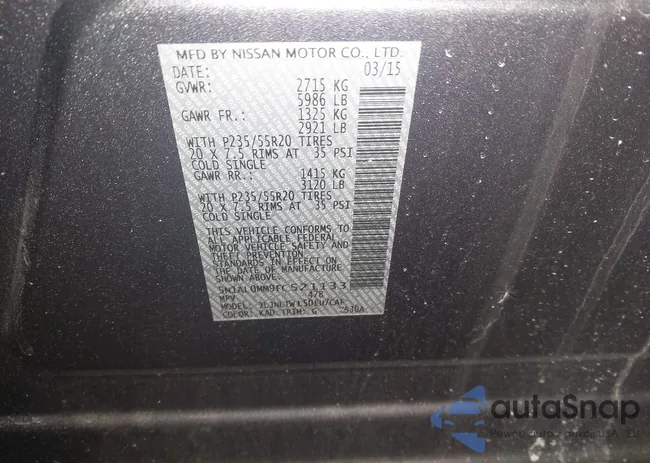 MFD BY NISSAN MOTOR CO., LTD.
DATE: 03/15
GVWR: 2715 KG
5986 LB
GAWR FR.: 1325 KG
2921 LB
WITH P235/55R20 TIRES
20 X 7.5 RIMS AT 35 PSI
COLD SINGLE
GAWR RR.: 1415 KG
3120 LB
WITH P235/55R20 TIRES
20 X 7.5 RIMS AT 35 PSI
COLD SINGLE
THIS VEHICLE CONFORMS TO
ALL APPLICABLE FEDERAL
MOTOR VEHICLE SAFETY AND
THEFT PREVENTION
STANDARDS IN EFFECT ON
THE DATE OF MANUFACTURE
SHOWN ABOVE.
5N1AL0MM9FC521133
MPV 478
MODEL:
COLOR: KAD TRIM: G
autoSnap